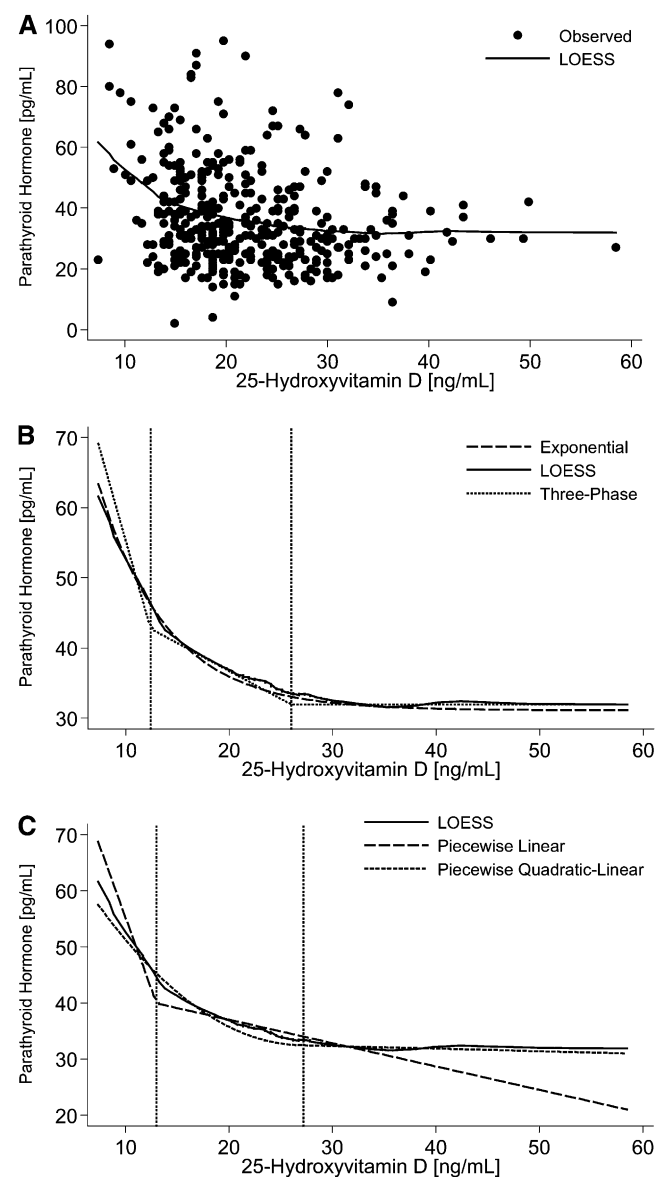 A
100
80
60
40
20
0
Parathyroid Hormone [pg/mL]
Observed
LOESS
10 20 30 40 50 60
25-Hydroxyvitamin D [ng/mL]
B
70
60
50
40
30
Parathyroid Hormone [pg/mL]
Exponential
LOESS
Three-Phase
10 20 30 40 50 60
25-Hydroxyvitamin D [ng/mL]
C
70
60
50
40
30
20
Parathyroid Hormone [pg/mL]
LOESS
Piecewise Linear
Piecewise Quadratic-Linear
10 20 30 40 50 60
25-Hydroxyvitamin D [ng/mL]